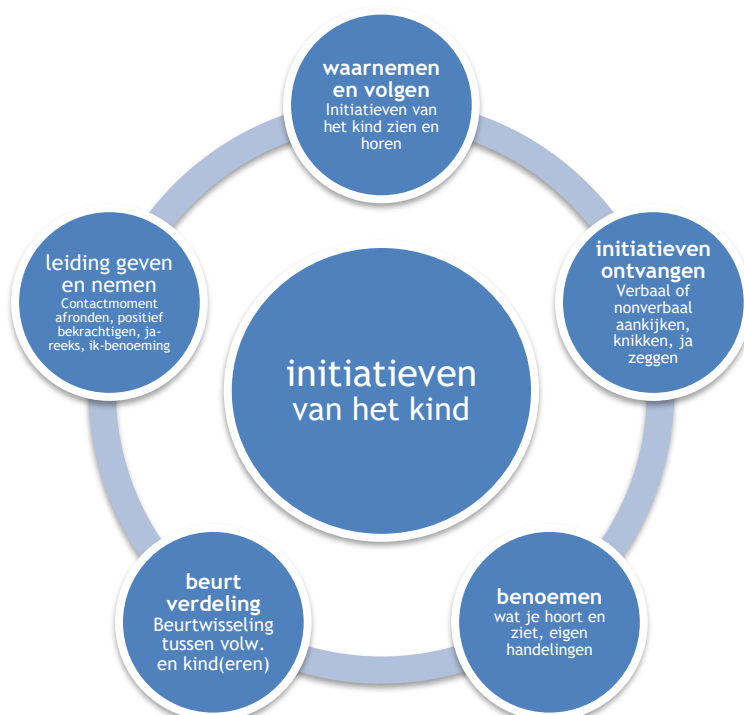 waarnemen
en volgen
Initiatieven van
het kind zien en
horen
initiatieven
ontvangen
Verbaal of
nonverbaal
aankijken,
knikken, ja
zeggen
benoemen
wat je hoort en
ziet, eigen
handelingen
beurt
verdeling
Beurtwisseling
tussen volw.
en kind(eren)
leiding geven
en nemen
Contactmoment
afronden, positief
bekrachtigen, ja-
reeks, ik-benoeming
initiatieven
van het kind